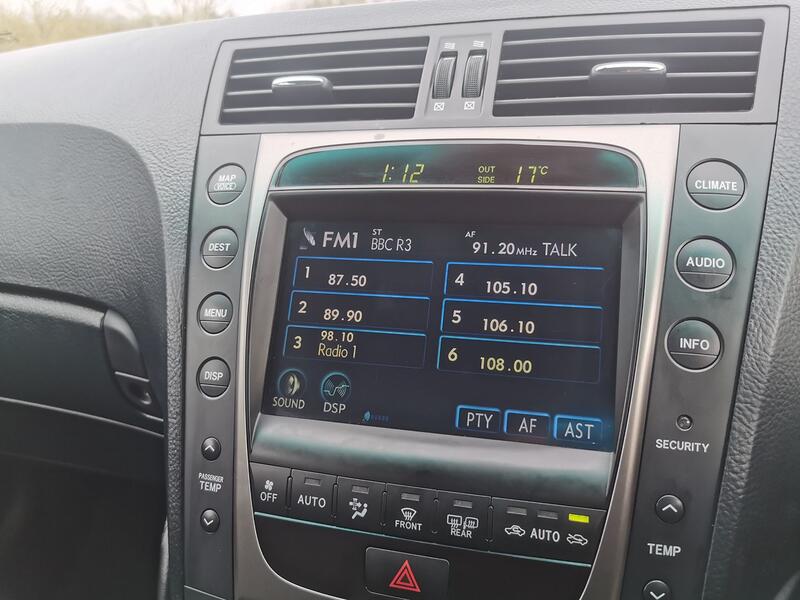 1:12 OUT SIDE 17°C
MAP
VOICE
DEST
MENU
DISP
PASSENGER
TEMP
FM1 ST BBC R3 AF 91.20 MHz TALK
1 87.50
2 89.90
3 98.10 Radio 1
4 105.10
5 106.10
6 108.00
SOUND DSP PTY AF AST
CLIMATE
AUDIO
INFO
SECURITY
TEMP
OFF AUTO FRONT REAR AUTO